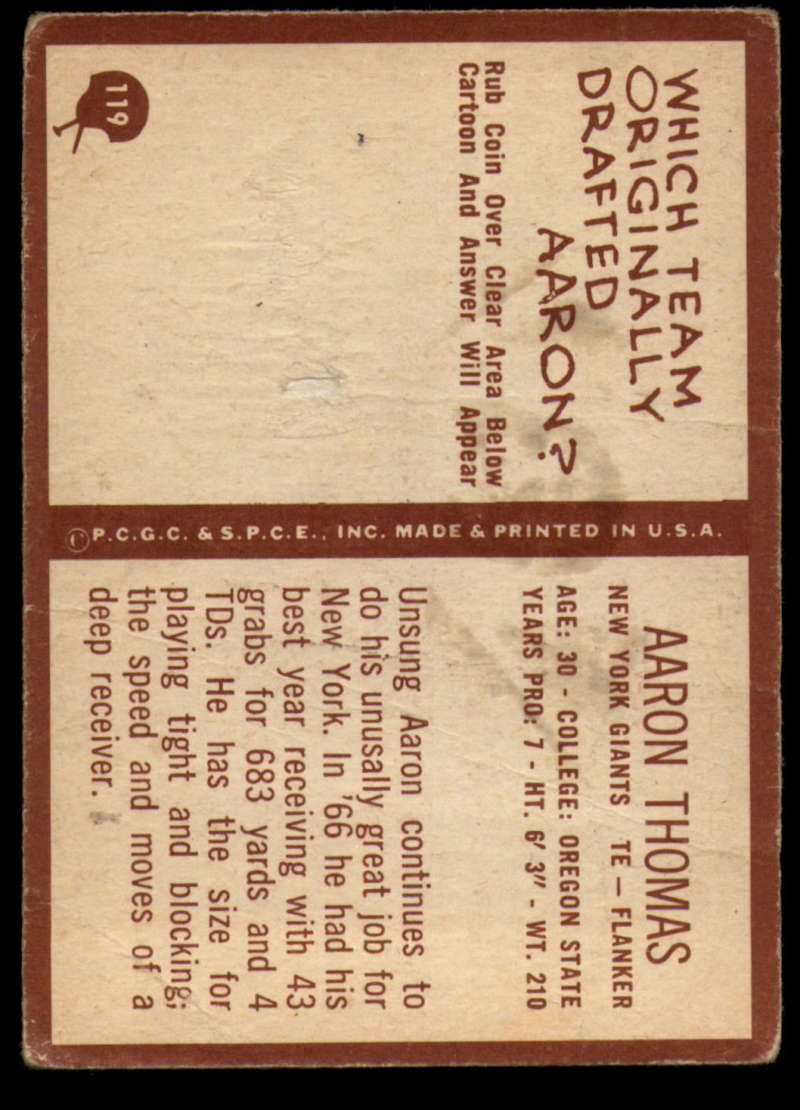 WHICH TEAM
ORIGINALLY
DRAFTED
AARON?
Rub Coin Over Clear Area Below
Cartoon And Answer Will Appear
119
© P.C.G.C. & S.P.C.E., INC. MADE & PRINTED IN U.S.A.
AARON THOMAS
NEW YORK GIANTS TE — FLANKER
AGE: 30 - COLLEGE: OREGON STATE
YEARS PRO: 7 - HT. 6' 3" - WT. 210
Unsung Aaron continues to
do his unusally great job for
New York. In '66 he had his
best year receiving with 43
grabs for 683 yards and 4
TDs. He has the size for
playing tight and blocking;
the speed and moves of a
deep receiver.